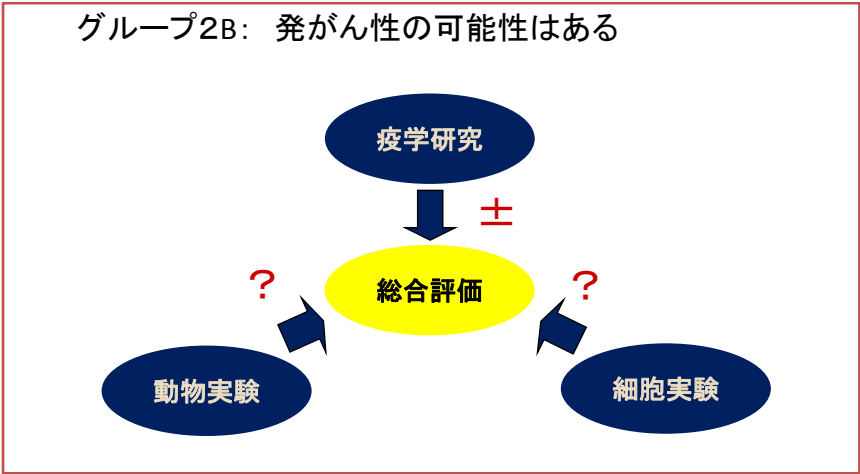 グループ2B： 発がん性の可能性はある
疫学研究
±
？
総合評価
？
動物実験
細胞実験